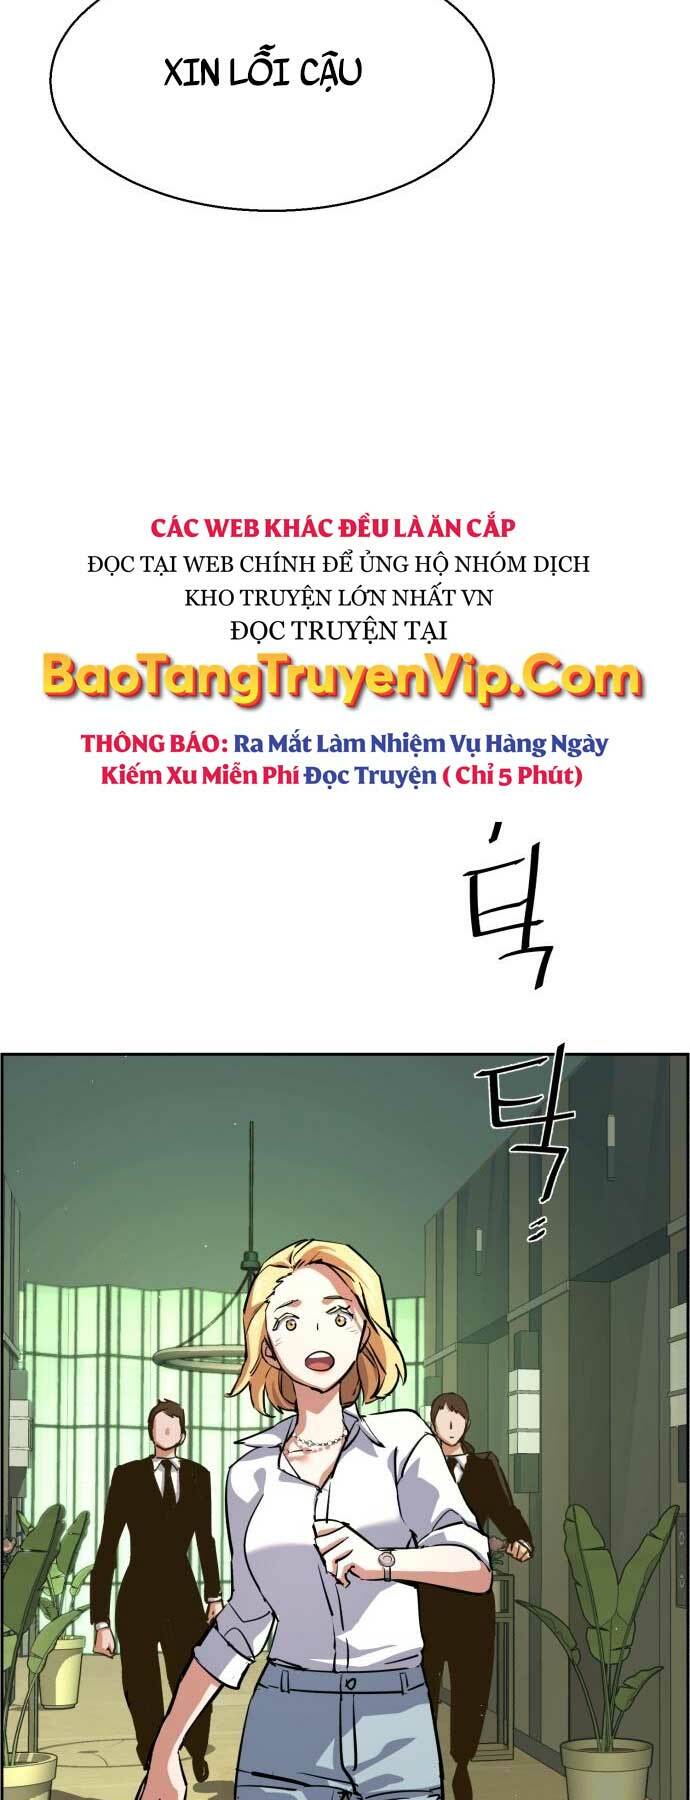 XIN LỖI CẬU
CÁC WEB KHÁC ĐỀU LÀ ĂN CẮP
ĐỌC TẠI WEB CHÍNH ĐỂ ỦNG HỘ NHÓM DỊCH
KHO TRUYỆN LỚN NHẤT VN
ĐỌC TRUYỆN TẠI
BaoTangTruyenVip.Com
THÔNG BÁO: Ra Mắt Làm Nhiệm Vụ Hàng Ngày
Kiếm Xu Miễn Phí Đọc Truyện ( Chỉ 5 Phút)
탁
탁